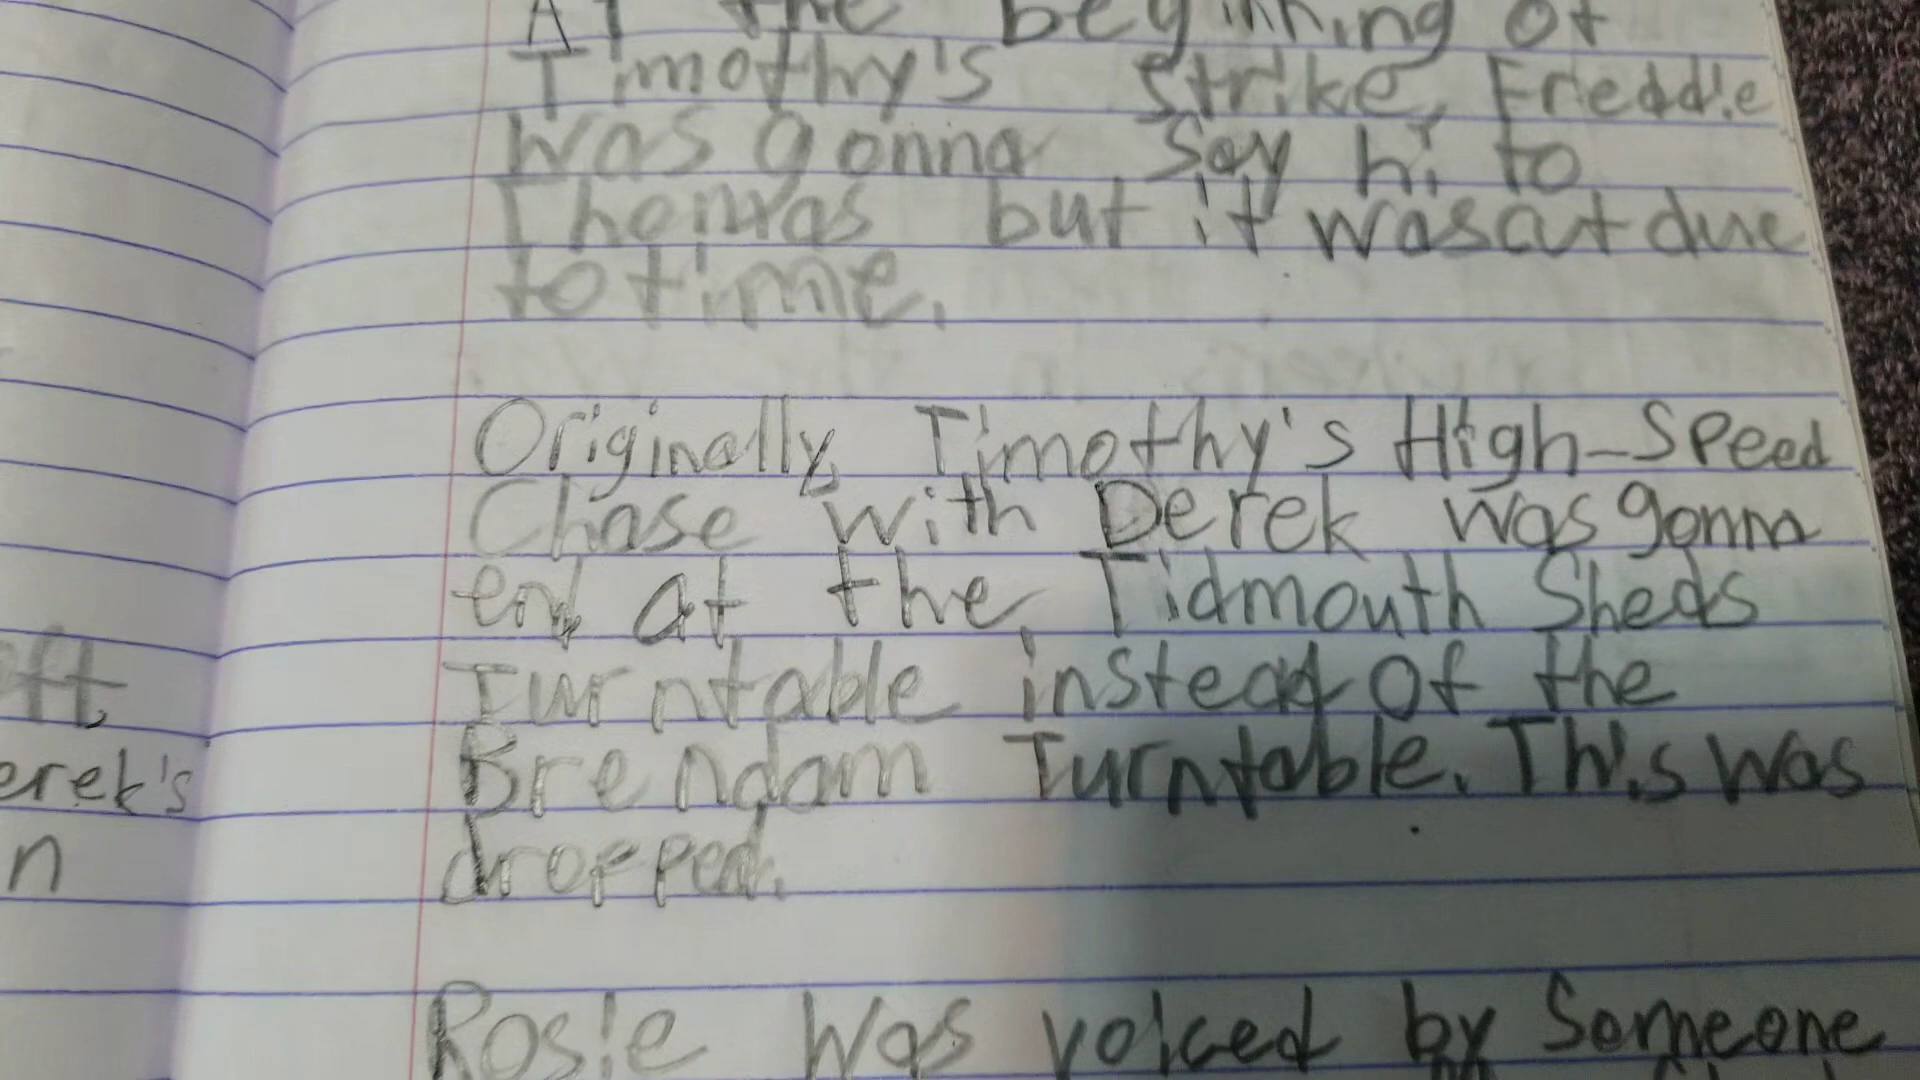 At the beginning of
Timothy's Strike, Freddie
was gonna say hi to
Thomas but it was cut due
to time.
Originally, Timothy's High-Speed
Chase with Derek was gonna
end at the Tidmouth Sheds
Turntable instead of the
Brendam Turntable. This was
dropped.
Rosie was voiced by Someone
eft
erek's
n